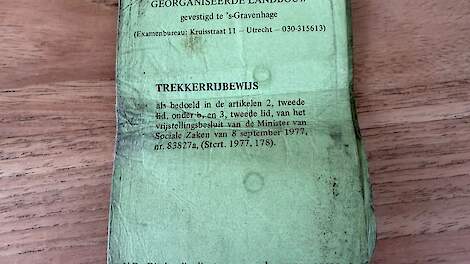 GEORGANISEERDE LANDBOUW
gevestigd te 's-Gravenhage
(Examenbureau: Kruisstraat 11 – Utrecht – 030-315613)
TREKKERRIJBEWIJS
als bedoeld in de artikelen 2, tweede
lid, onder b, en 3, tweede lid, van het
vrijstellingsbesluit van de Minister van
Sociale Zaken van 8 september 1977,
nr. 83827a, (Stcrt. 1977, 178).